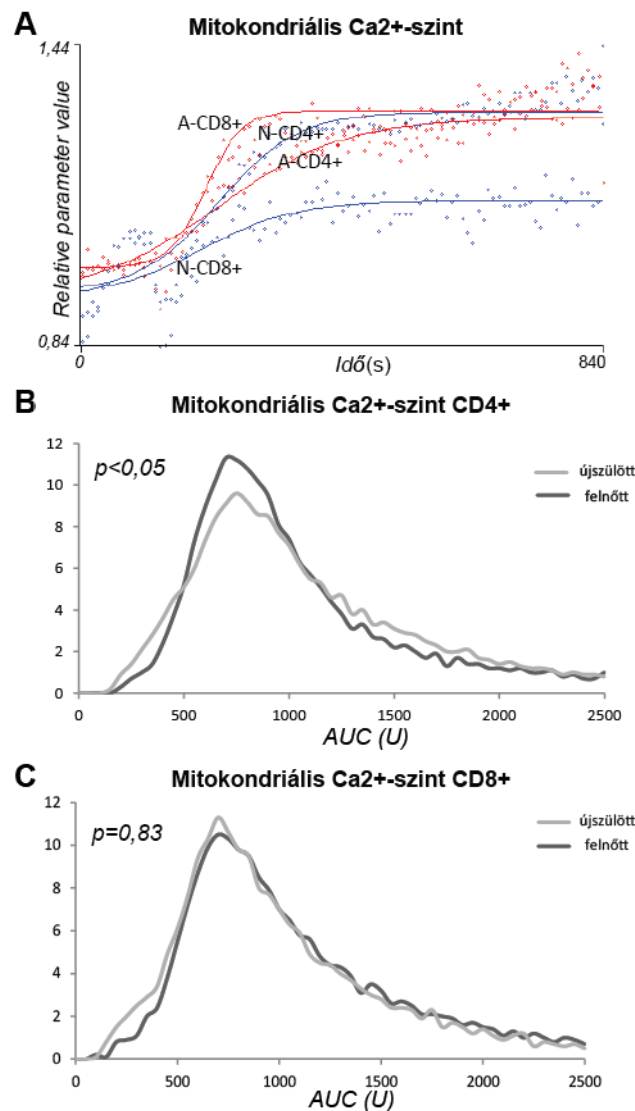 A
Mitokondriális Ca2+-szint
1,44
Relative parameter value
A-CD8+
N-CD4+
A-CD4+
N-CD8+
0,84
0
Idő(s)
840
B
Mitokondriális Ca2+-szint CD4+
12
10
8
6
4
2
0
p<0,05
újszülött
felnőtt
0
500
1000
1500
2000
2500
AUC (U)
C
Mitokondriális Ca2+-szint CD8+
12
10
8
6
4
2
0
p=0,83
újszülött
felnőtt
0
500
1000
1500
2000
2500
AUC (U)